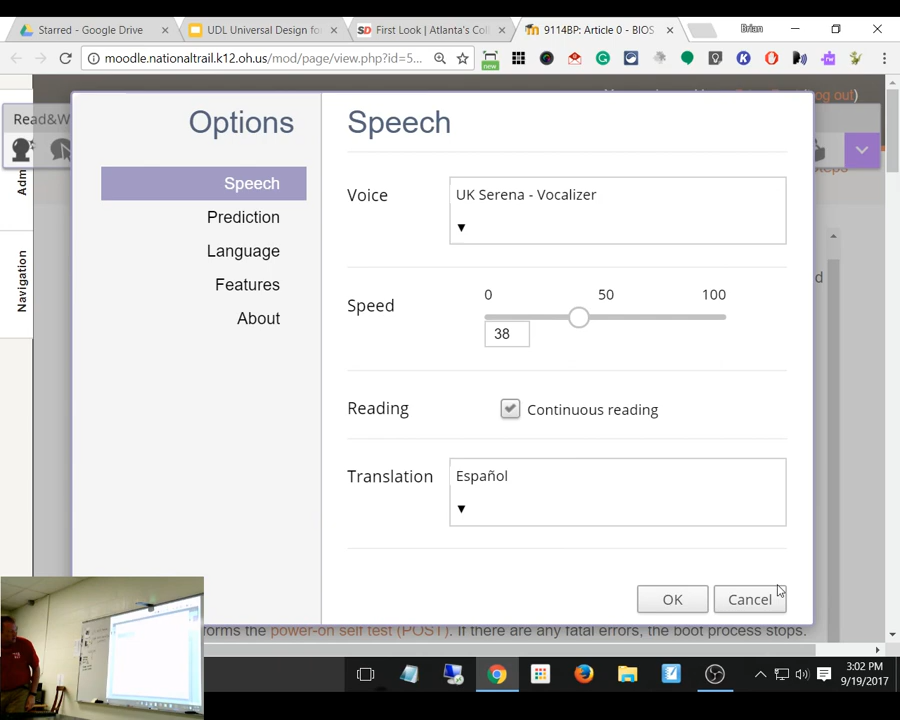 Starred - Google Drive
UDL Universal Design for
First Look | Atlanta's Coll
9114BP: Article 0 - BIOS
Brian
moodle.nationaltrail.k12.oh.us/mod/page/view.php?id=5...
new
Read&W
Options
Speech
Prediction
Language
Features
About
Speech
Voice
UK Serena - Vocalizer
Speed
0 50 100
38
Reading
Continuous reading
Translation
Español
OK
Cancel
Navigation
forms the power-on self test (POST). If there are any fatal errors, the boot process stops.
3:02 PM
9/19/2017